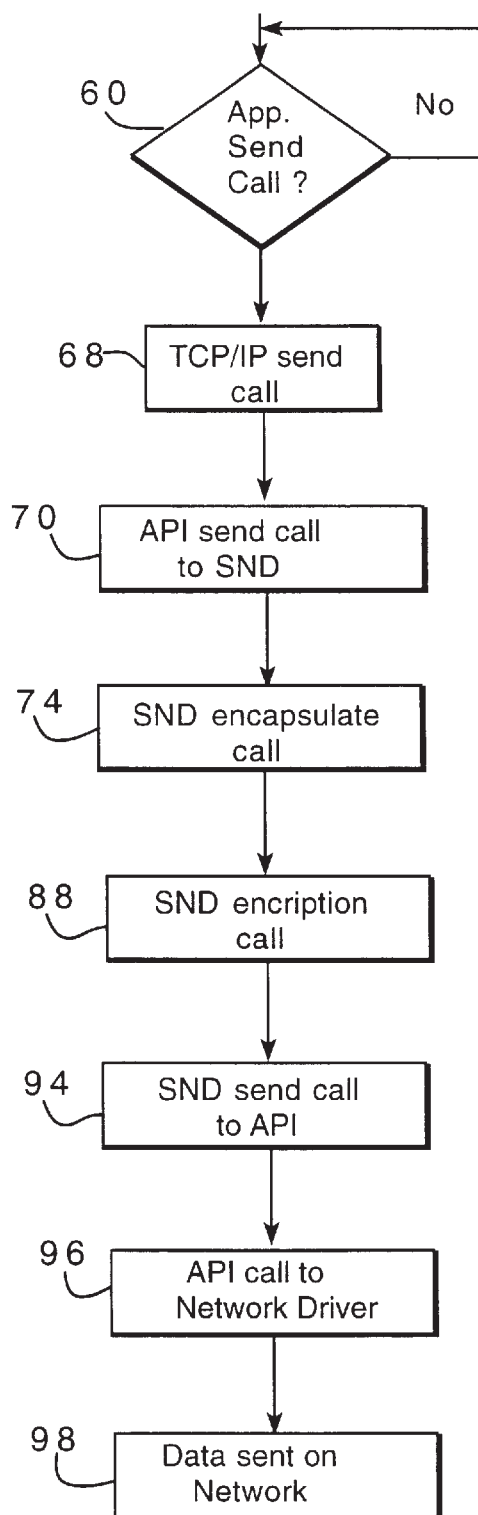 60
App.
Send
Call ?
No
68
TCP/IP send
call
70
API send call
to SND
74
SND encapsulate
call
88
SND encription
call
94
SND send call
to API
96
API call to
Network Driver
98
Data sent on
Network